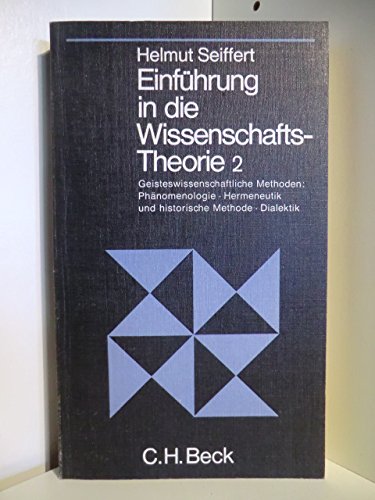 Helmut Seiffert
Einführung
in die
Wissenschafts-
Theorie 2
Geisteswissenschaftliche Methoden:
Phänomenologie · Hermeneutik
und historische Methode · Dialektik
C.H.Beck